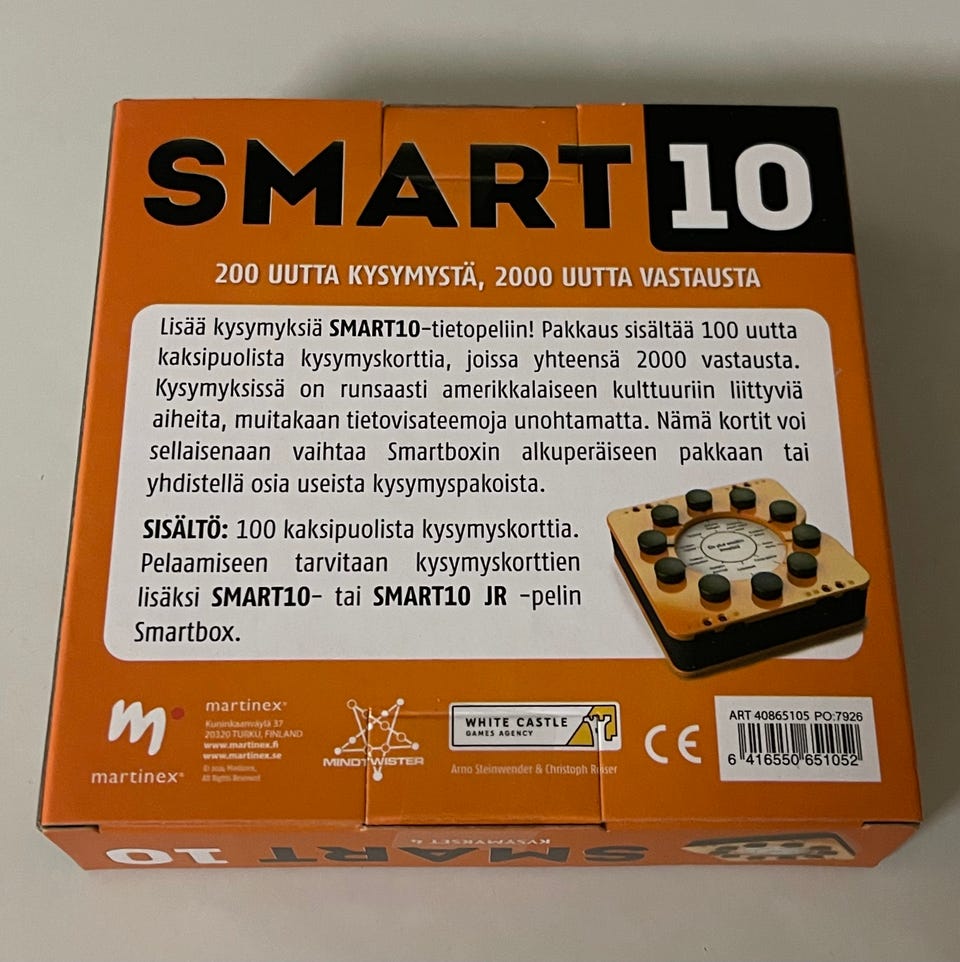 SMART10
200 UUTTA KYSYMYSTÄ, 2000 UUTTA VASTAUSTA
Lisää kysymyksiä SMART10-tietopeliin! Pakkaus sisältää 100 uutta
kaksipuolista kysymyskorttia, joissa yhteensä 2000 vastausta.
Kysymyksissä on runsaasti amerikkalaiseen kulttuuriin liittyviä
aiheita, muitakaan tietovisateemoja unohtamatta. Nämä kortit voi
sellaisenaan vaihtaa Smartboxin alkuperäiseen pakkaan tai
yhdistellä osia useista kysymyspakoista.
SISÄLTÖ: 100 kaksipuolista kysymyskorttia.
Pelaamiseen tarvitaan kysymyskorttien
lisäksi SMART10- tai SMART10 JR -pelin
Smartbox.
m
martinex®
martinex®
Kuninkaanväylä 37
20320 TURKU, FINLAND
www.martinex.fi
www.martinex.se
All Rights Reserved
MINDTWISTER
WHITE CASTLE
GAMES AGENCY
Arno Steinwender & Christoph Reiser
CE
ART 40865105 PO:7926
6 416550 651052
SMART 10
KYSYMYKSET 4